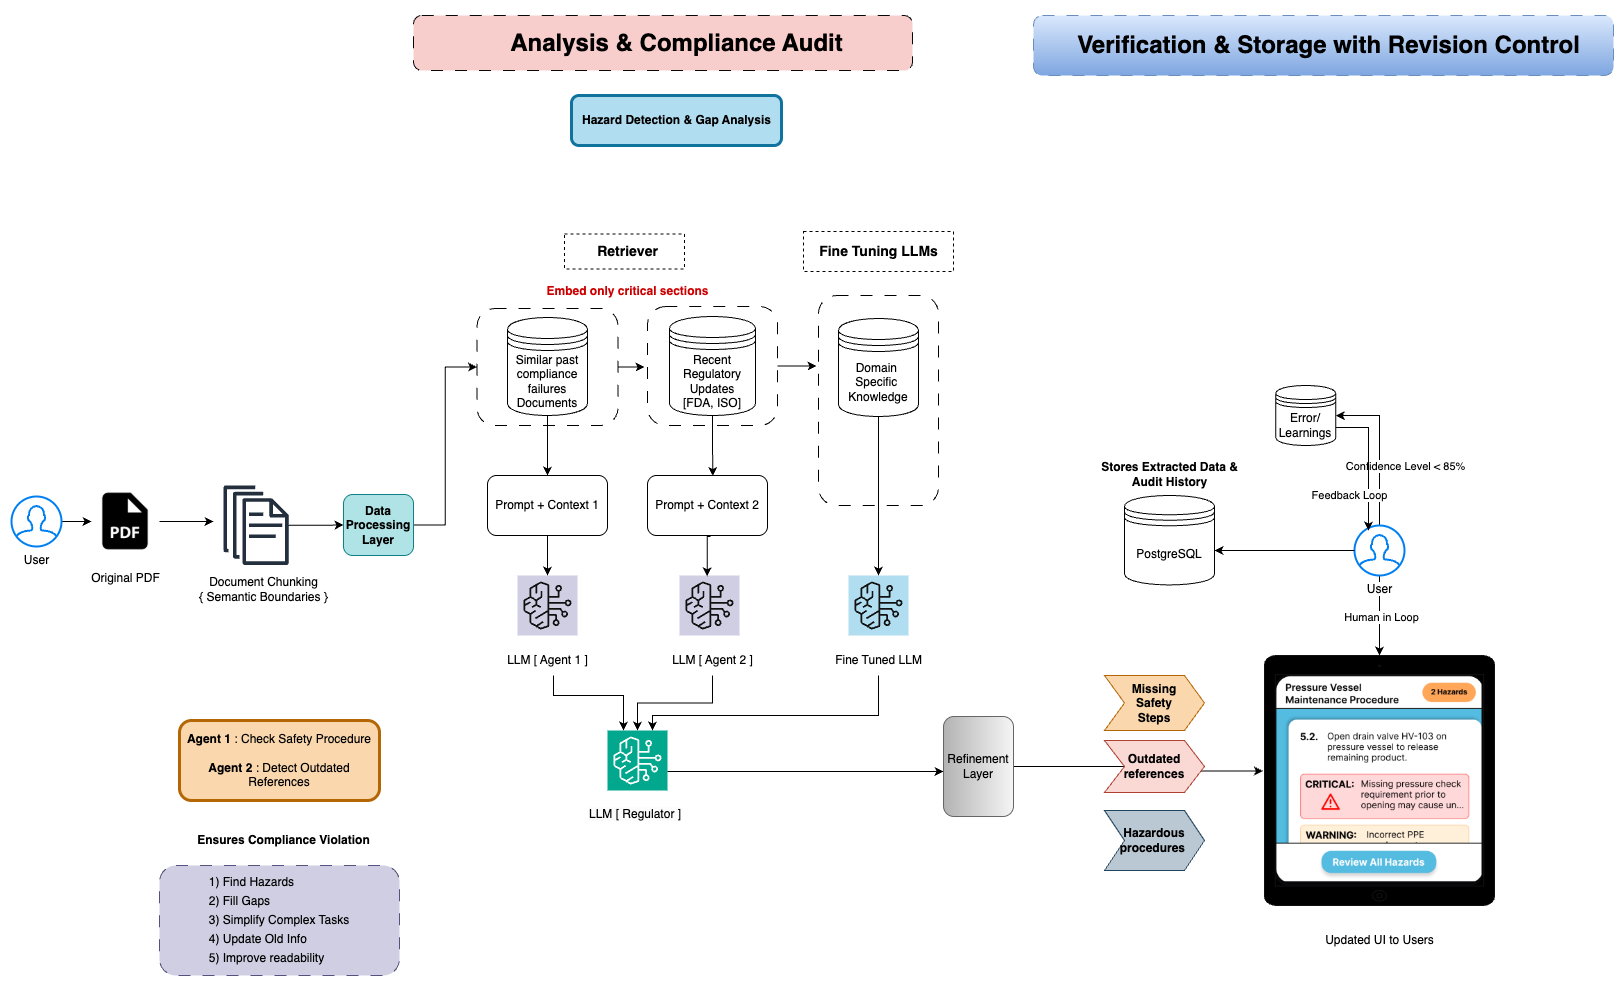 Analysis & Compliance Audit
Verification & Storage with Revision Control
Hazard Detection & Gap Analysis
Retriever
Fine Tuning LLMs
Embed only critical sections
Similar past
compliance
failures
Documents
Recent
Regulatory
Updates
[FDA, ISO]
Domain
Specific
Knowledge
Error/
Learnings
Confidence Level < 85%
Feedback Loop
Stores Extracted Data &
Audit History
PostgreSQL
User
Human in Loop
User
PDF
Original PDF
Document Chunking
{ Semantic Boundaries }
Data
Processing
Layer
Prompt + Context 1
Prompt + Context 2
LLM [ Agent 1 ]
LLM [ Agent 2 ]
Fine Tuned LLM
LLM [ Regulator ]
Refinement
Layer
Missing
Safety
Steps
Outdated
references
Hazardous
procedures
Pressure Vessel
Maintenance Procedure
2 Hazards
5.2. Open drain valve HV-103 on
pressure vessel to release
remaining product.
CRITICAL: Missing pressure check
requirement prior to
opening may cause un...
WARNING: Incorrect PPE
Review All Hazards
Updated UI to Users
Agent 1 : Check Safety Procedure
Agent 2 : Detect Outdated
References
Ensures Compliance Violation
1) Find Hazards
2) Fill Gaps
3) Simplify Complex Tasks
4) Update Old Info
5) Improve readability